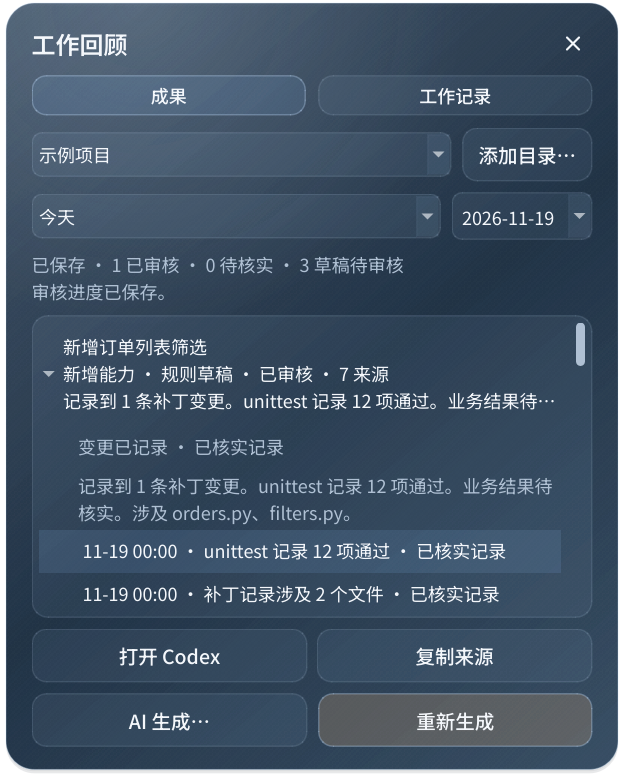 工作回顾
成果
工作记录
示例项目
添加目录…
今天
2026-11-19
已保存 · 1 已审核 · 0 待核实 · 3 草稿待审核
审核进度已保存。
新增订单列表筛选
新增能力 · 规则草稿 · 已审核 · 7 来源
记录到 1 条补丁变更。unittest 记录 12 项通过。业务结果待…
变更已记录 · 已核实记录
记录到 1 条补丁变更。unittest 记录 12 项通过。业务结果待
核实。涉及 orders.py、filters.py。
11-19 00:00 · unittest 记录 12 项通过 · 已核实记录
11-19 00:00 · 补丁记录涉及 2 个文件 · 已核实记录
打开 Codex
复制来源
AI 生成…
重新生成